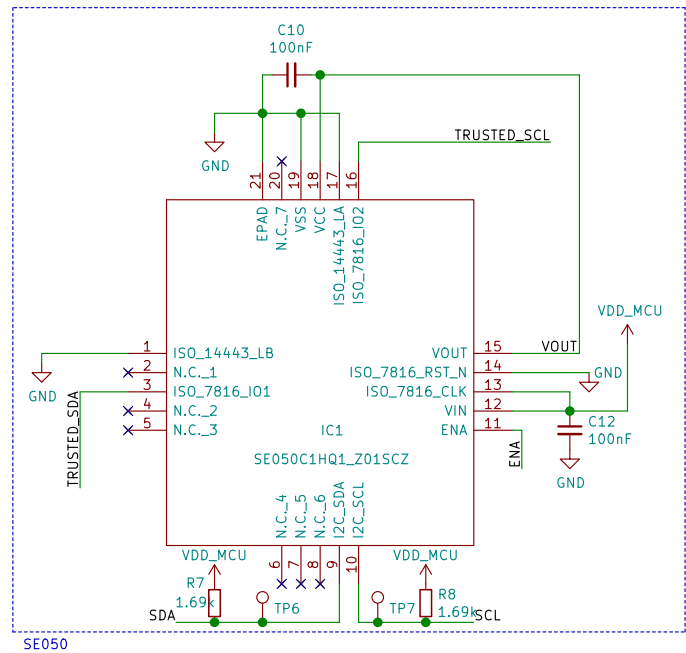 C10
100nF
TRUSTED_SCL
GND
21
20
19
18
17
16
EPAD
N.C._7
VSS
VCC
ISO_14443_LA
ISO_7816_IO2
VDD_MCU
1
ISO_14443_LB
VOUT
15
VOUT
2
N.C._1
ISO_7816_RST_N
14
GND
GND
3
ISO_7816_IO1
ISO_7816_CLK
13
TRUSTED_SDA
4
N.C._2
VIN
12
5
N.C._3
IC1
ENA
11
C12
100nF
ENA
SE050C1HQ1_Z01SCZ
GND
N.C._4
N.C._5
N.C._6
I2C_SDA
I2C_SCL
6
7
8
9
10
VDD_MCU
VDD_MCU
R7
1.69k
TP6
TP7
R8
1.69k
SDA
SCL
SE050